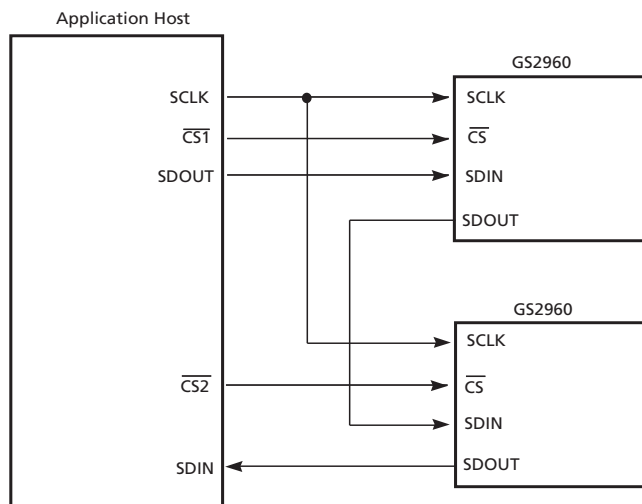 Application Host
SCLK
CS1
SDOUT
CS2
SDIN
GS2960
SCLK
CS
SDIN
SDOUT
GS2960
SCLK
CS
SDIN
SDOUT